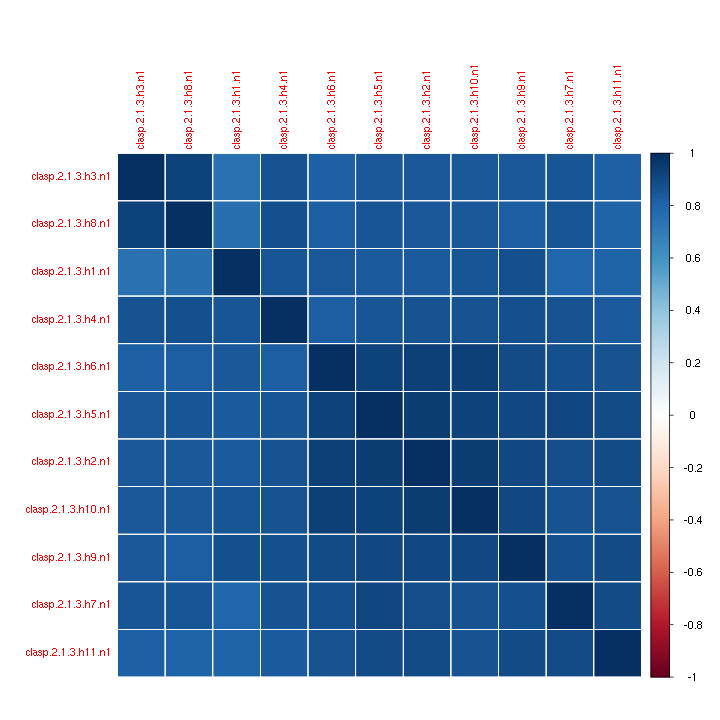 clasp.2.1.3.h3.n1
clasp.2.1.3.h8.n1
clasp.2.1.3.h1.n1
clasp.2.1.3.h4.n1
clasp.2.1.3.h6.n1
clasp.2.1.3.h5.n1
clasp.2.1.3.h2.n1
clasp.2.1.3.h10.n1
clasp.2.1.3.h9.n1
clasp.2.1.3.h7.n1
clasp.2.1.3.h11.n1
clasp.2.1.3.h3.n1
clasp.2.1.3.h8.n1
clasp.2.1.3.h1.n1
clasp.2.1.3.h4.n1
clasp.2.1.3.h6.n1
clasp.2.1.3.h5.n1
clasp.2.1.3.h2.n1
clasp.2.1.3.h10.n1
clasp.2.1.3.h9.n1
clasp.2.1.3.h7.n1
clasp.2.1.3.h11.n1
1
0.8
0.6
0.4
0.2
0
-0.2
-0.4
-0.6
-0.8
-1